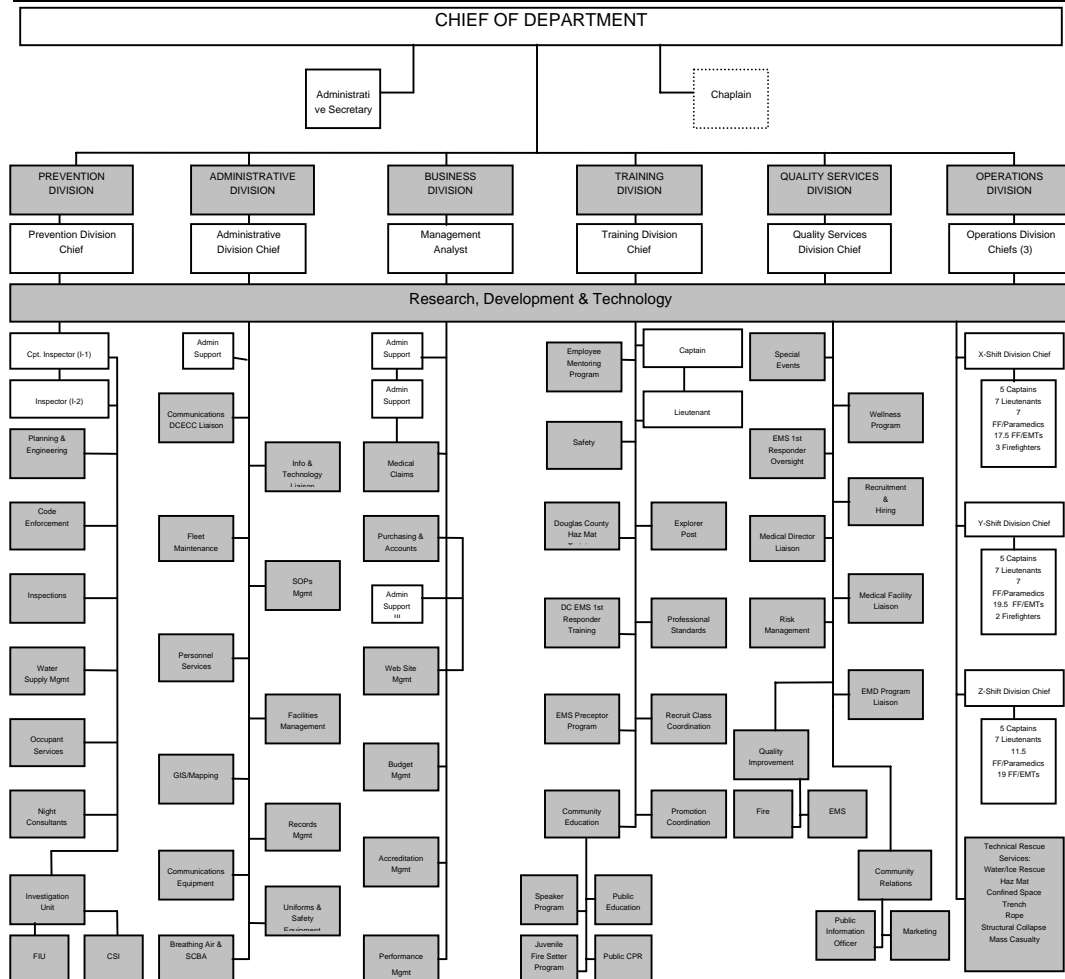 CHIEF OF DEPARTMENT
Administrati
ve Secretary
Chaplain
PREVENTION
DIVISION
ADMINISTRATIVE
DIVISION
BUSINESS
DIVISION
TRAINING
DIVISION
QUALITY SERVICES
DIVISION
OPERATIONS
DIVISION
Prevention Division
Chief
Administrative
Division Chief
Management
Analyst
Training Division
Chief
Quality Services
Division Chief
Operations Division
Chiefs (3)
Research, Development & Technology
Cpt. Inspector (I-1)
Inspector (I-2)
Planning &
Engineering
Code
Enforcement
Inspections
Water
Supply Mgmt
Occupant
Services
Night
Consultants
Investigation
Unit
FIU
CSI
Admin
Support
Communications
DCECC Liaison
Info &
Technology
Liaison
Fleet
Maintenance
SOPs
Mgmt
Personnel
Services
Facilities
Management
GIS/Mapping
Records
Mgmt
Communications
Equipment
Uniforms &
Safety
Equipment
Breathing Air &
SCBA
Admin
Support
Admin
Support
Medical
Claims
Purchasing &
Accounts
Admin
Support
III
Web Site
Mgmt
Budget
Mgmt
Accreditation
Mgmt
Performance
Mgmt
Employee
Mentoring
Program
Captain
Lieutenant
Safety
Douglas County
Haz Mat
Training
Explorer
Post
DC EMS 1st
Responder
Training
Professional
Standards
EMS Preceptor
Program
Recruit Class
Coordination
Community
Education
Promotion
Coordination
Speaker
Program
Public
Education
Juvenile
Fire Setter
Program
Public CPR
Special
Events
Wellness
Program
EMS 1st
Responder
Oversight
Recruitment
&
Hiring
Medical Director
Liaison
Medical Facility
Liaison
Risk
Management
EMD Program
Liaison
Quality
Improvement
Fire
EMS
Community
Relations
Public
Information
Officer
Marketing
X-Shift Division Chief
5 Captains
7 Lieutenants
7
FF/Paramedics
17.5 FF/EMTs
3 Firefighters
Y-Shift Division Chief
5 Captains
7 Lieutenants
7
FF/Paramedics
19.5 FF/EMTs
2 Firefighters
Z-Shift Division Chief
5 Captains
7 Lieutenants
11.5
FF/Paramedics
19 FF/EMTs
Technical Rescue
Services:
Water/Ice Rescue
Haz Mat
Confined Space
Trench
Rope
Structural Collapse
Mass Casualty